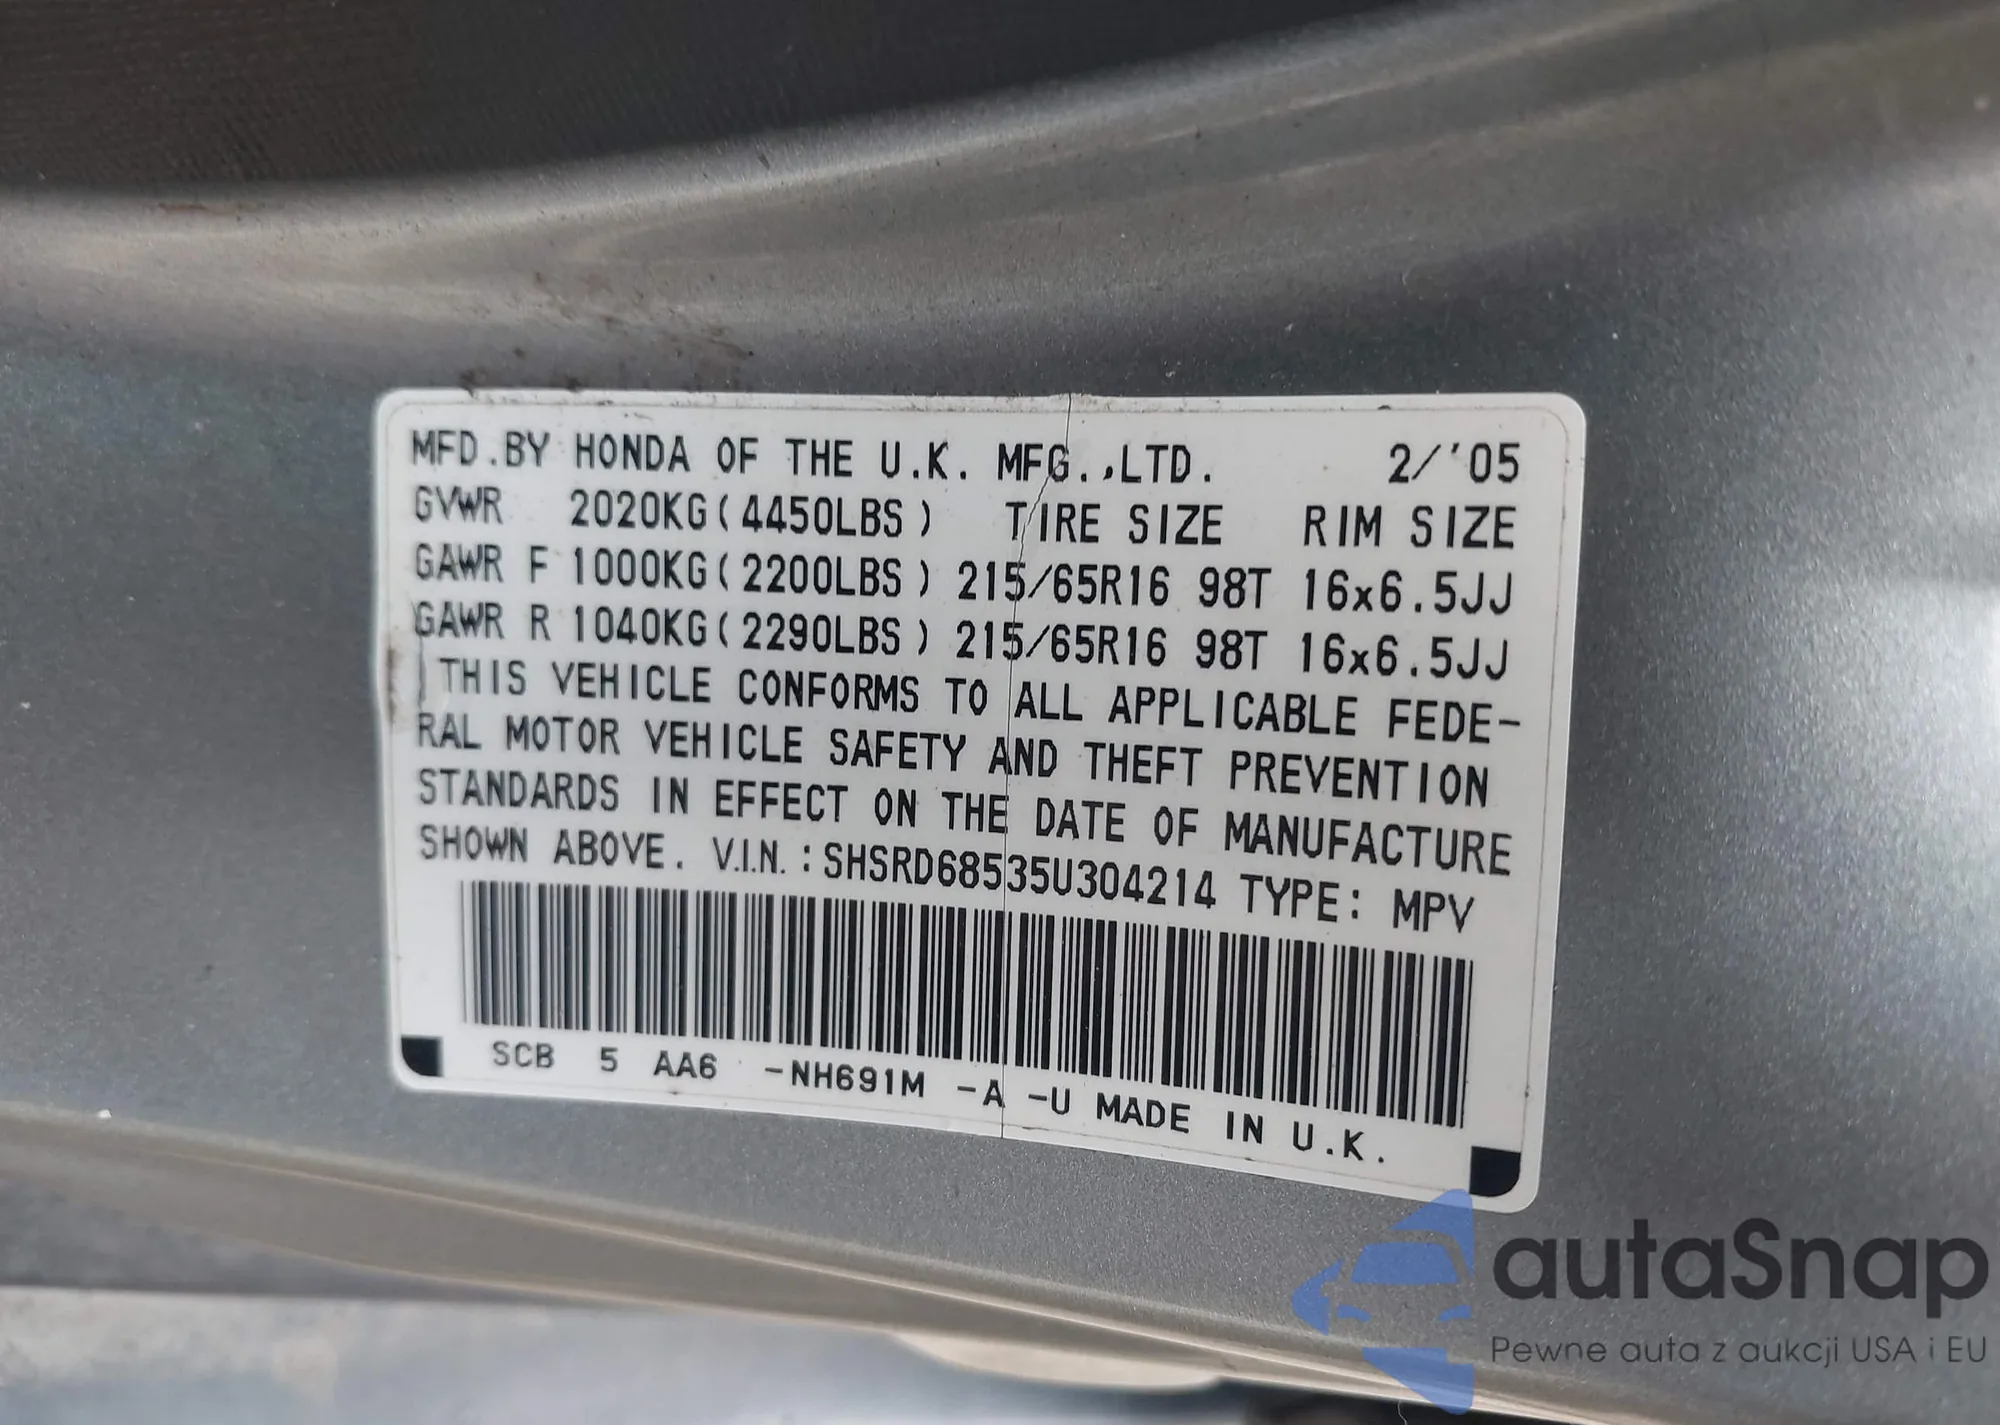 MFD.BY HONDA OF THE U.K. MFG.,LTD. 2/'05
GVWR 2020KG(4450LBS) TIRE SIZE RIM SIZE
GAWR F 1000KG(2200LBS) 215/65R16 98T 16x6.5JJ
GAWR R 1040KG(2290LBS) 215/65R16 98T 16x6.5JJ
THIS VEHICLE CONFORMS TO ALL APPLICABLE FEDE-
RAL MOTOR VEHICLE SAFETY AND THEFT PREVENTION
STANDARDS IN EFFECT ON THE DATE OF MANUFACTURE
SHOWN ABOVE. V.I.N.:SHSRD68535U304214 TYPE: MPV
SCB 5 AA6 -NH691M -A -U MADE IN U.K.
autaSnap
Pewne auta z aukcji USA i EU